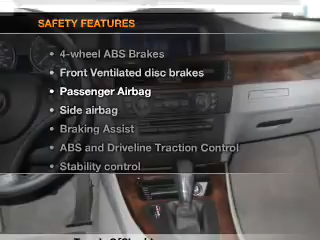 SAFETY FEATURES
• 4-wheel ABS Brakes
• Front Ventilated disc brakes
• Passenger Airbag
• Side airbag
• Braking Assist
• ABS and Driveline Traction Control
• Stability control